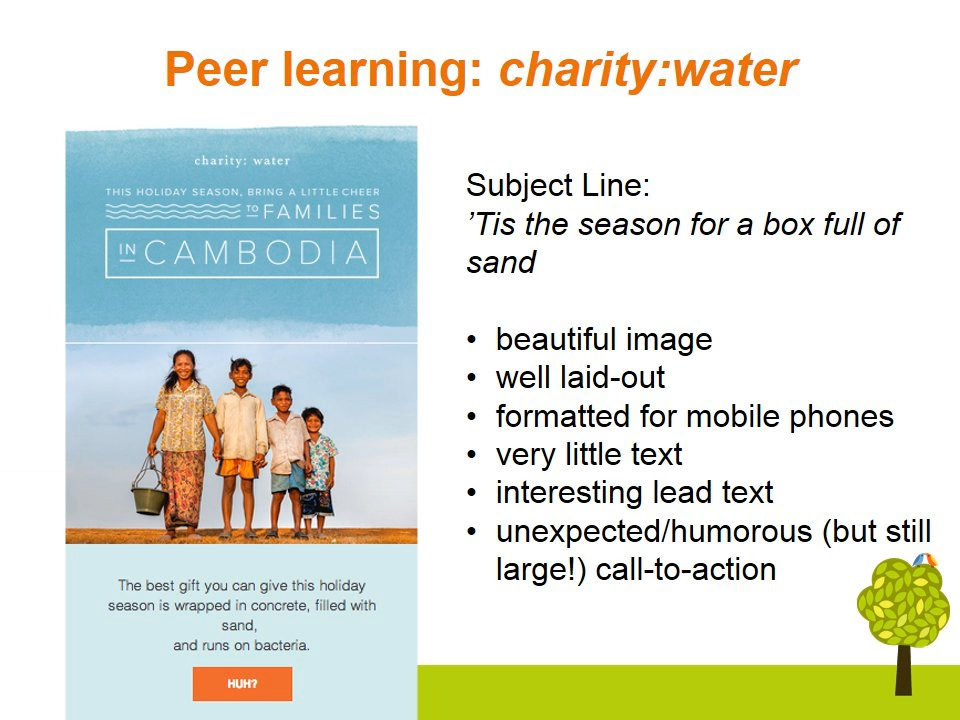 Peer learning: charity:water
charity: water
THIS HOLIDAY SEASON, BRING A LITTLE CHEER
TO FAMILIES
IN CAMBODIA
The best gift you can give this holiday
season is wrapped in concrete, filled with
sand,
and runs on bacteria.
HUH?
Subject Line:
’Tis the season for a box full of
sand
• beautiful image
• well laid-out
• formatted for mobile phones
• very little text
• interesting lead text
• unexpected/humorous (but still
large!) call-to-action